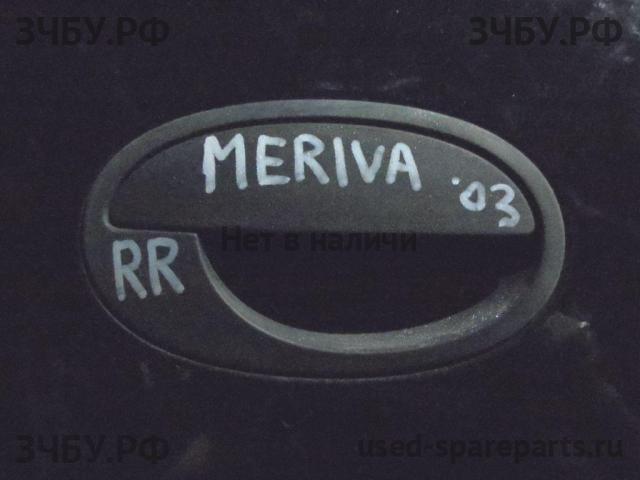 ЗЧБУ.РФ ЗЧБУ.РФ
MERIVA '03
Нет в наличи
RR
ЗЧБУ.РФ used-spareparts.ru